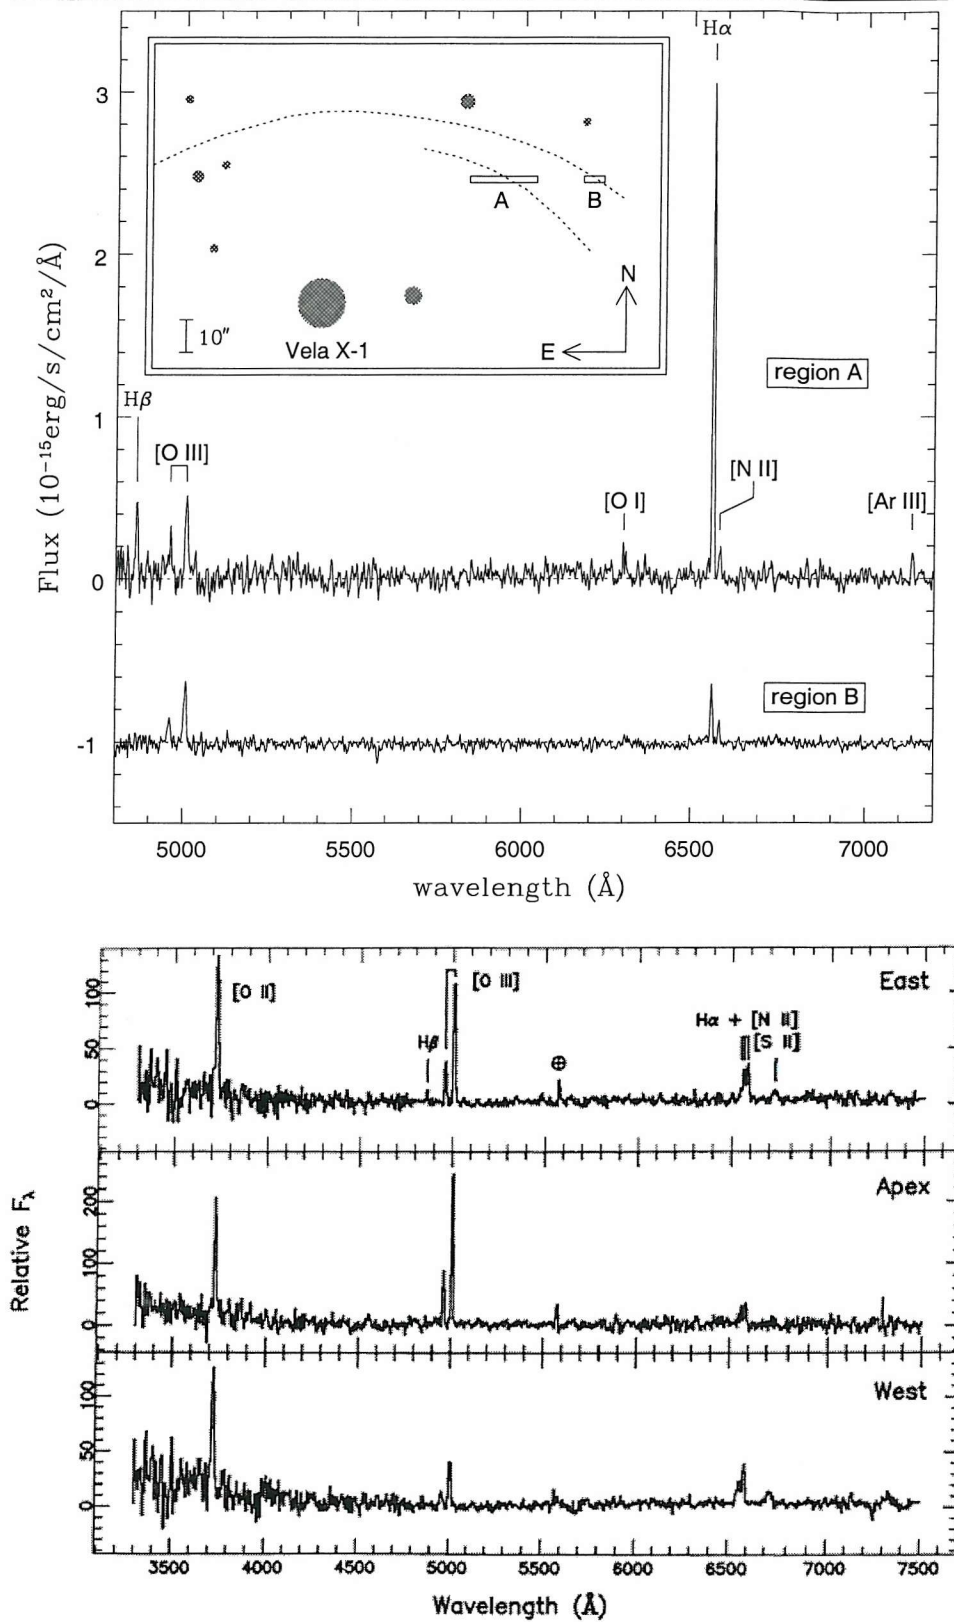 Hα
3
2
1
0
-1
Flux (10⁻¹⁵erg/s/cm²/Å)
A
B
N
E
10″
Vela X-1
region A
Hβ
[O III]
[O I]
[N II]
[Ar III]
region B
5000 5500 6000 6500 7000
wavelength (Å)
East
[O II]
[O III]
Hβ
⊕
Hα + [N II]
[S II]
100
50
0
Apex
200
100
0
Relative Fλ
West
100
50
0
3500 4000 4500 5000 5500 6000 6500 7000 7500
Wavelength (Å)